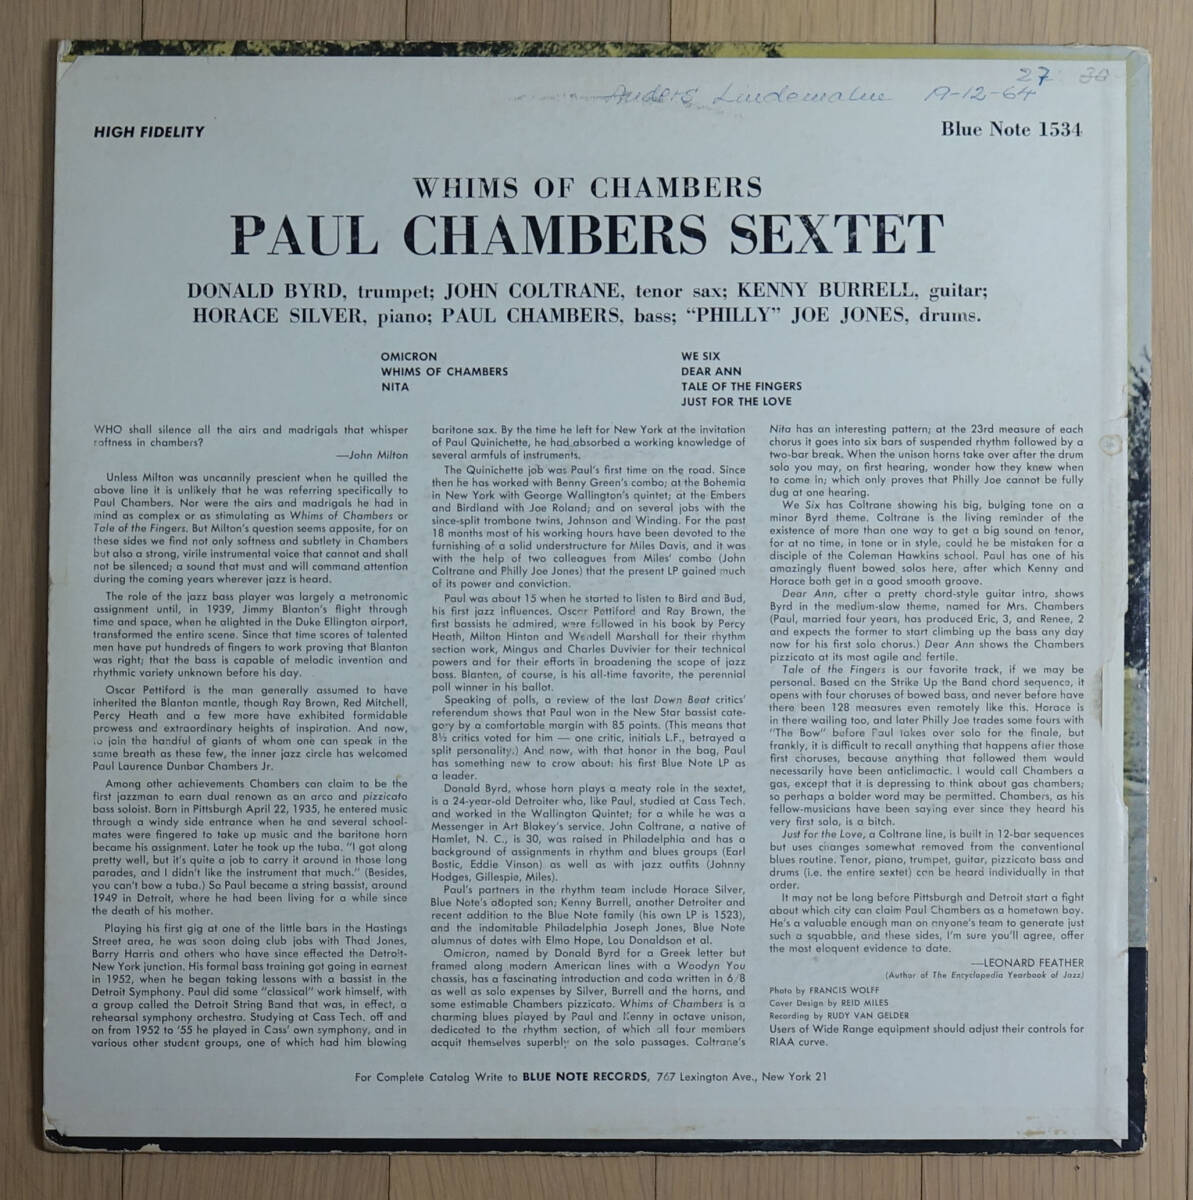 27 30
Anders Lindemalm 19-12-64
HIGH FIDELITY
Blue Note 1534
WHIMS OF CHAMBERS
PAUL CHAMBERS SEXTET
DONALD BYRD, trumpet; JOHN COLTRANE, tenor sax; KENNY BURRELL, guitar;
HORACE SILVER, piano; PAUL CHAMBERS, bass; "PHILLY" JOE JONES, drums.
OMICRON
WHIMS OF CHAMBERS
NITA
WE SIX
DEAR ANN
TALE OF THE FINGERS
JUST FOR THE LOVE
WHO shall silence all the airs and madrigals that whisper
softness in chambers?
—John Milton
Unless Milton was uncannily prescient when he quilled the
above line it is unlikely that he was referring specifically to
Paul Chambers. Nor were the airs and madrigals he had in
mind as complex or as stimulating as Whims of Chambers or
Tale of the Fingers. But Milton's question seems apposite, for on
these sides we find not only softness and subtlety in Chambers
but also a strong, virile instrumental voice that cannot and shall
not be silenced; a sound that must and will command attention
during the coming years wherever jazz is heard.
The role of the jazz bass player was largely a metronomic
assignment until, in 1939, Jimmy Blanton's flight through
time and space, when he alighted in the Duke Ellington airport,
transformed the entire scene. Since that time scores of talented
men have put hundreds of fingers to work proving that Blanton
was right; that the bass is capable of melodic invention and
rhythmic variety unknown before his day.
Oscar Pettiford is the man generally assumed to have
inherited the Blanton mantle, though Ray Brown, Red Mitchell,
Percy Heath and a few more have exhibited formidable
prowess and extraordinary heights of inspiration. And now,
to join the handful of giants of whom one can speak in the
same breath as these few, the inner jazz circle has welcomed
Paul Laurence Dunbar Chambers Jr.
Among other achievements Chambers can claim to be the
first jazzman to earn dual renown as an arco and pizzicato
bass soloist. Born in Pittsburgh April 22, 1935, he entered music
through a windy side entrance when he and several school-
mates were fingered to take up music and the baritone horn
became his assignment. Later he took up the tuba. "I got along
pretty well, but it's quite a job to carry it around in those long
parades, and I didn't like the instrument that much." (Besides,
you can't bow a tuba.) So Paul became a string bassist, around
1949 in Detroit, where he had been living for a while since
the death of his mother.
Playing his first gig at one of the little bars in the Hastings
Street area, he was soon doing club jobs with Thad Jones,
Barry Harris and others who have since effected the Detroit-
New York junction. His formal bass training got going in earnest
in 1952, when he began taking lessons with a bassist in the
Detroit Symphony. Paul did some "classical" work himself, with
a group called the Detroit String Band that was, in effect, a
rehearsal symphony orchestra. Studying at Cass Tech. off and
on from 1952 to '55 he played in Cass' own symphony, and in
various other student groups, one of which had him blowing
baritone sax. By the time he left for New York at the invitation
of Paul Quinichette, he had absorbed a working knowledge of
several armfuls of instruments.
The Quinichette job was Paul's first time on the road. Since
then he has worked with Benny Green's combo; at the Bohemia
in New York with George Wallington's quintet; at the Embers
and Birdland with Joe Roland; and on several jobs with the
since-split trombone twins, Johnson and Winding. For the past
18 months most of his working hours have been devoted to the
furnishing of a solid understructure for Miles Davis, and it was
with the help of two colleagues from Miles' combo (John
Coltrane and Philly Joe Jones) that the present LP gained much
of its power and conviction.
Paul was about 15 when he started to listen to Bird and Bud,
his first jazz influences. Oscar Pettiford and Ray Brown, the
first bassists he admired, were followed in his book by Percy
Heath, Milton Hinton and Wendell Marshall for their rhythm
section work, Mingus and Charles Duvivier for their technical
powers and for their efforts in broadening the scope of jazz
bass. Blanton, of course, is his all-time favorite, the perennial
poll winner in his ballot.
Speaking of polls, a review of the last Down Beat critics'
referendum shows that Paul won in the New Star bassist cate-
gory by a comfortable margin with 85 points. (This means that
8½ critics voted for him — one critic, initials L.F., betrayed a
split personality.) And now, with that honor in the bag, Paul
has something new to crow about: his first Blue Note LP as
a leader.
Donald Byrd, whose horn plays a meaty role in the sextet,
is a 24-year-old Detroiter who, like Paul, studied at Cass Tech.
and worked in the Wallington Quintet; for a while he was a
Messenger in Art Blakey's service. John Coltrane, a native of
Hamlet, N. C., is 30, was raised in Philadelphia and has a
background of assignments in rhythm and blues groups (Earl
Bostic, Eddie Vinson) as well as with jazz outfits (Johnny
Hodges, Gillespie, Miles).
Paul's partners in the rhythm team include Horace Silver,
Blue Note's adopted son; Kenny Burrell, another Detroiter and
recent addition to the Blue Note family (his own LP is 1523),
and the indomitable Philadelphia Joseph Jones, Blue Note
alumnus of dates with Elmo Hope, Lou Donaldson et al.
Omicron, named by Donald Byrd for a Greek letter but
framed along modern American lines with a Woodyn You
chassis, has a fascinating introduction and coda written in 6/8
as well as solo expenses by Silver, Burrell and the horns, and
some estimable Chambers pizzicato. Whims of Chambers is a
charming blues played by Paul and Kenny in octave unison,
dedicated to the rhythm section, of which all four members
acquit themselves superbly on the solo passages. Coltrane's
Nita has an interesting pattern; at the 23rd measure of each
chorus it goes into six bars of suspended rhythm followed by a
two-bar break. When the unison horns take over after the drum
solo you may, on first hearing, wonder how they knew when
to come in; which only proves that Philly Joe cannot be fully
dug at one hearing.
We Six has Coltrane showing his big, bulging tone on a
minor Byrd theme. Coltrane is the living reminder of the
existence of more than one way to get a big sound on tenor,
for at no time, in tone or in style, could he be mistaken for a
disciple of the Coleman Hawkins school. Paul has one of his
amazingly fluent bowed solos here, after which Kenny and
Horace both get in a good smooth groove.
Dear Ann, after a pretty chord-style guitar intro, shows
Byrd in the medium-slow theme, named for Mrs. Chambers
(Paul, married four years, has produced Eric, 3, and Renee, 2
and expects the former to start climbing up the bass any day
now for his first solo chorus.) Dear Ann shows the Chambers
pizzicato at its most agile and fertile.
Tale of the Fingers is our favorite track, if we may be
personal. Based on the Strike Up the Band chord sequence, it
opens with four choruses of bowed bass, and never before have
there been 128 measures even remotely like this. Horace is
in there wailing too, and later Philly Joe trades some fours with
"The Bow" before Paul takes over solo for the finale, but
frankly, it is difficult to recall anything that happens after those
first choruses, because anything that followed them would
necessarily have been anticlimactic. I would call Chambers a
gas, except that it is depressing to think about gas chambers;
so perhaps a bolder word may be permitted. Chambers, as his
fellow-musicians have been saying ever since they heard his
very first solo, is a bitch.
Just for the Love, a Coltrane line, is built in 12-bar sequences
but uses changes somewhat removed from the conventional
blues routine. Tenor, piano, trumpet, guitar, pizzicato bass and
drums (i.e. the entire sextet) can be heard individually in that
order.
It may not be long before Pittsburgh and Detroit start a fight
about which city can claim Paul Chambers as a hometown boy.
He's a valuable enough man on anyone's team to generate just
such a squabble, and these sides, I'm sure you'll agree, offer
the most eloquent evidence to date.
—LEONARD FEATHER
(Author of The Encyclopedia Yearbook of Jazz)
Photo by FRANCIS WOLFF
Cover Design by REID MILES
Recording by RUDY VAN GELDER
Users of Wide Range equipment should adjust their controls for
RIAA curve.
For Complete Catalog Write to BLUE NOTE RECORDS, 767 Lexington Ave., New York 21